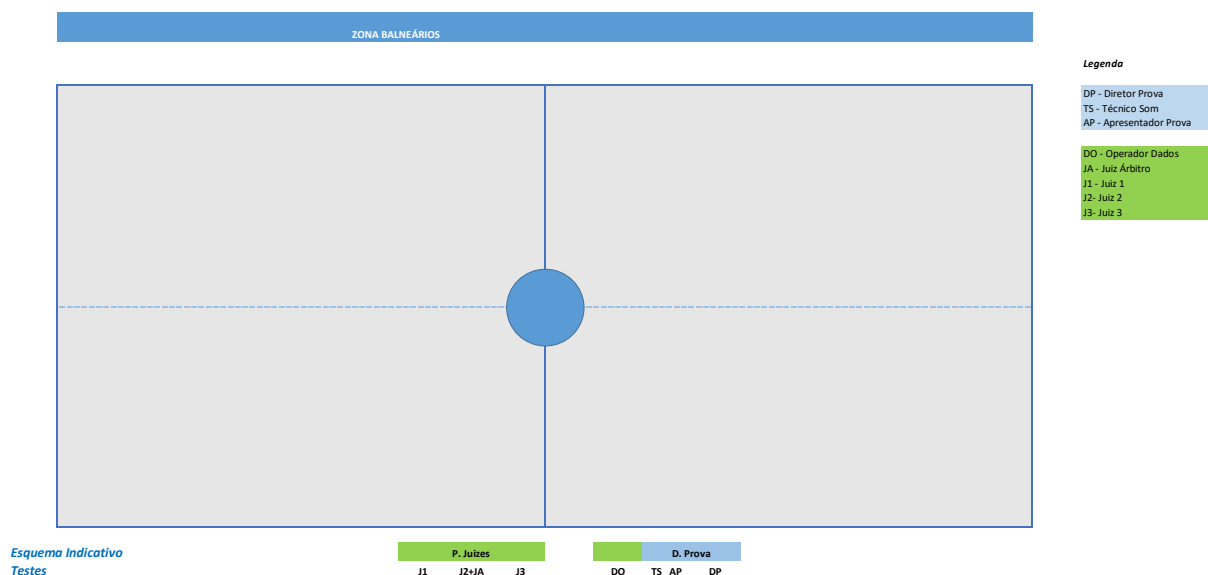 ZONA BALNEÁRIOS
Legenda
DP - Diretor Prova
TS - Técnico Som
AP - Apresentador Prova
DO - Operador Dados
JA - Juiz Árbitro
J1 - Juiz 1
J2- Juiz 2
J3- Juiz 3
Esquema Indicativo
P. Juizes
D. Prova
Testes
J1 J2+JA J3 DO TS AP DP